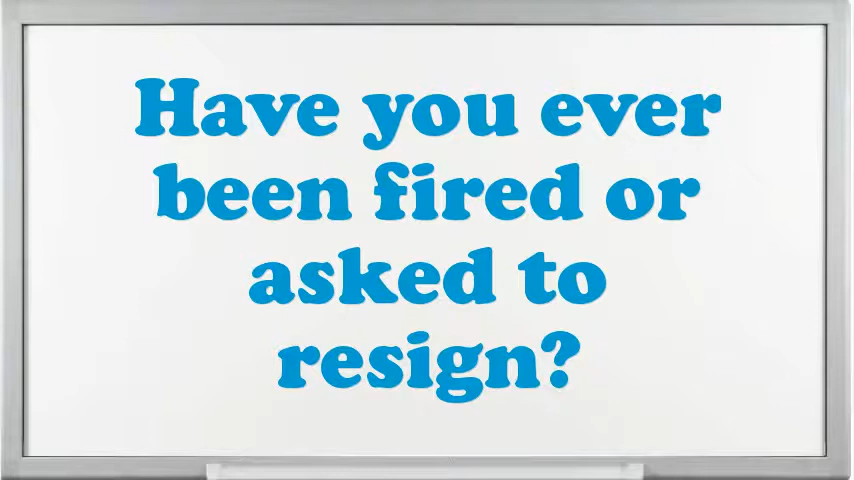 Have you ever
been fired or
asked to
resign?